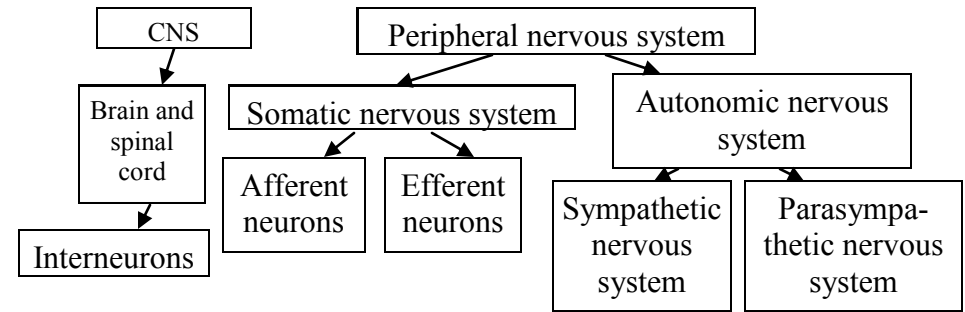 CNS
Peripheral nervous system
Brain and
spinal
cord
Somatic nervous system
Autonomic nervous
system
Afferent
neurons
Efferent
neurons
Sympathetic
nervous
system
Parasympa-
thetic nervous
system
Interneurons